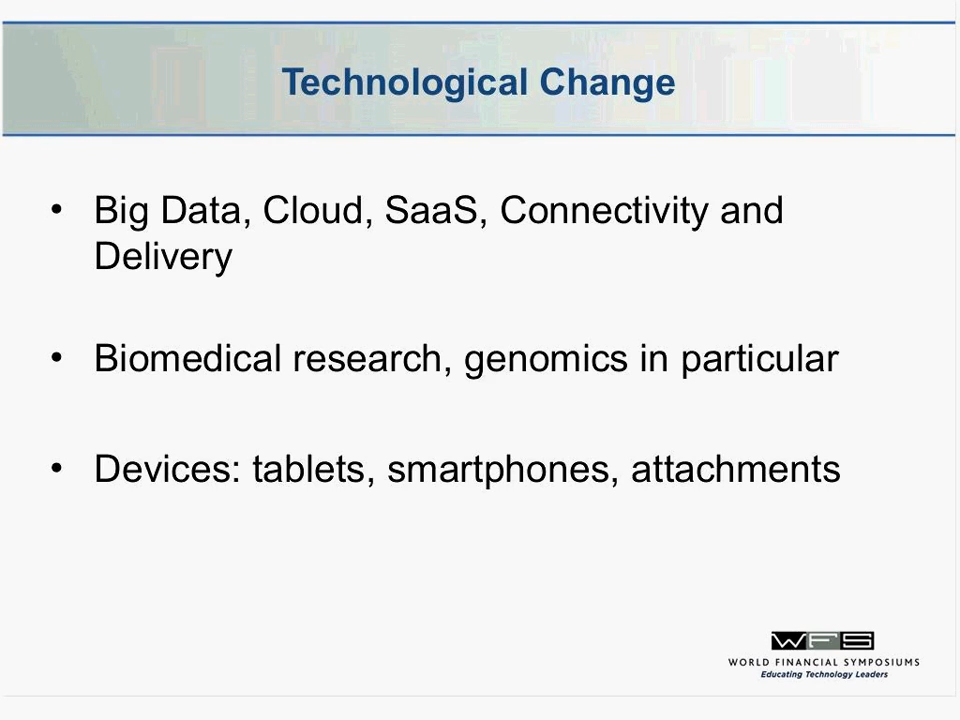 Technological Change
• Big Data, Cloud, SaaS, Connectivity and
Delivery
• Biomedical research, genomics in particular
• Devices: tablets, smartphones, attachments
WFS
WORLD FINANCIAL SYMPOSIUMS
Educating Technology Leaders